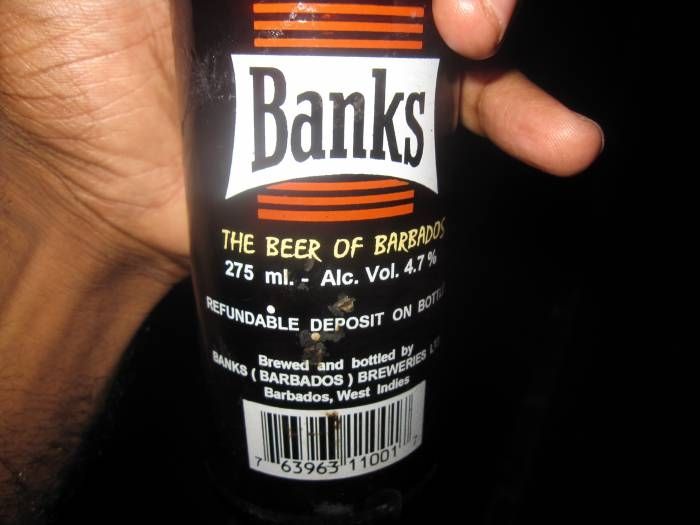 Banks
THE BEER OF BARBADOS
275 ml. - Alc. Vol. 4.7 %
REFUNDABLE DEPOSIT ON
Brewed and bottled by
BANKS ( BARBADOS ) BREWERIES
Barbados, West Indies
7 63963 11001 7